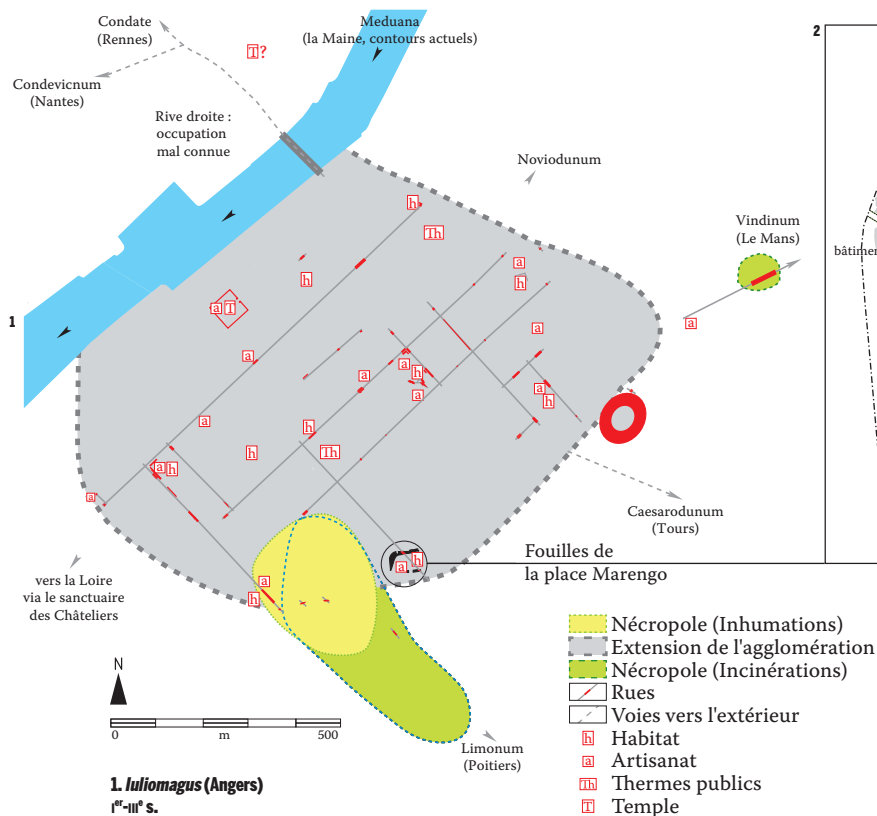 Condate
(Rennes)
T?
Meduana
(la Maine, contours actuels)
2
Condevicnum
(Nantes)
Rive droite :
occupation
mal connue
Noviodunum
h
Th
Vindinum
(Le Mans)
bâtimen
a
h
h
a
T
1
a
a
a
a
a
h
a
a
h
a
h
h
Th
a
h
a
Caesarodunum
(Tours)
Fouilles de
la place Marengo
h
a
vers la Loire
via le sanctuaire
des Châteliers
a
h
Nécropole (Inhumations)
Extension de l'agglomération
Nécropole (Incinérations)
Rues
Voies vers l'extérieur
h Habitat
a Artisanat
Th Thermes publics
T Temple
N
0 m 500
Limonum
(Poitiers)
1. Iuliomagus (Angers)
Ier-IIIe s.